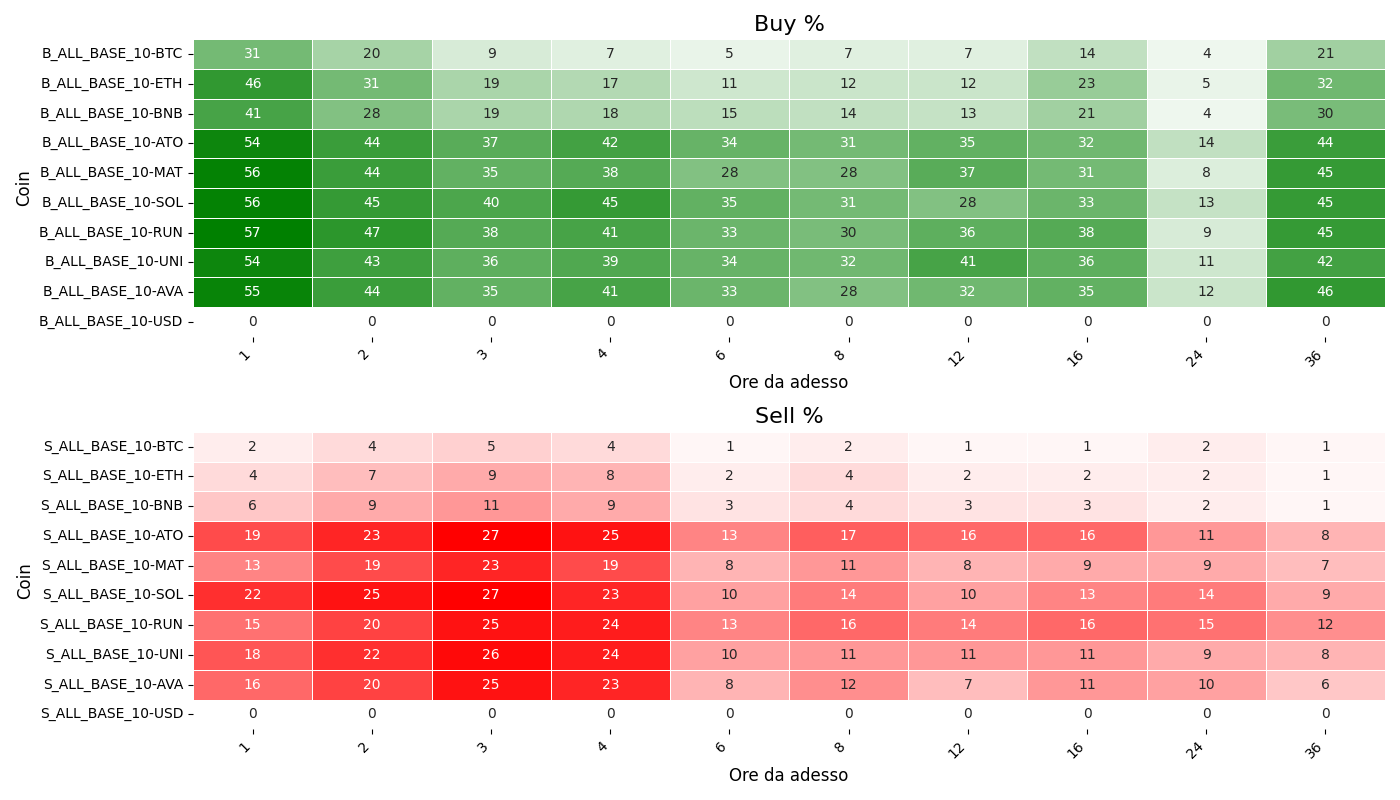 Buy %
Coin
B_ALL_BASE_10-BTC 31 20 9 7 5 7 7 14 4 21
B_ALL_BASE_10-ETH 46 31 19 17 11 12 12 23 5 32
B_ALL_BASE_10-BNB 41 28 19 18 15 14 13 21 4 30
B_ALL_BASE_10-ATO 54 44 37 42 34 31 35 32 14 44
B_ALL_BASE_10-MAT 56 44 35 38 28 28 37 31 8 45
B_ALL_BASE_10-SOL 56 45 40 45 35 31 28 33 13 45
B_ALL_BASE_10-RUN 57 47 38 41 33 30 36 38 9 45
B_ALL_BASE_10-UNI 54 43 36 39 34 32 41 36 11 42
B_ALL_BASE_10-AVA 55 44 35 41 33 28 32 35 12 46
B_ALL_BASE_10-USD 0 0 0 0 0 0 0 0 0 0
1 2 3 4 6 8 12 16 24 36
Ore da adesso
Sell %
Coin
S_ALL_BASE_10-BTC 2 4 5 4 1 2 1 1 2 1
S_ALL_BASE_10-ETH 4 7 9 8 2 4 2 2 2 1
S_ALL_BASE_10-BNB 6 9 11 9 3 4 3 3 2 1
S_ALL_BASE_10-ATO 19 23 27 25 13 17 16 16 11 8
S_ALL_BASE_10-MAT 13 19 23 19 8 11 8 9 9 7
S_ALL_BASE_10-SOL 22 25 27 23 10 14 10 13 14 9
S_ALL_BASE_10-RUN 15 20 25 24 13 16 14 16 15 12
S_ALL_BASE_10-UNI 18 22 26 24 10 11 11 11 9 8
S_ALL_BASE_10-AVA 16 20 25 23 8 12 7 11 10 6
S_ALL_BASE_10-USD 0 0 0 0 0 0 0 0 0 0
1 2 3 4 6 8 12 16 24 36
Ore da adesso